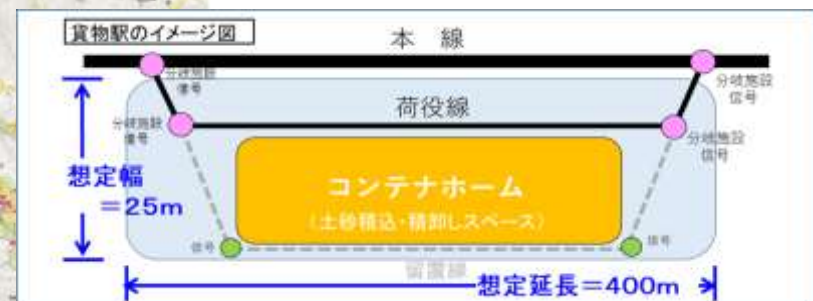 貨物駅のイメージ図
本 線
分岐施設
信号
分岐施設
信号
荷役線
分岐施設
信号
分岐施設
信号
想定幅
＝25m
コンテナホーム
（土砂積込・積卸しスペース）
信号
信号
留置線
想定延長＝400m